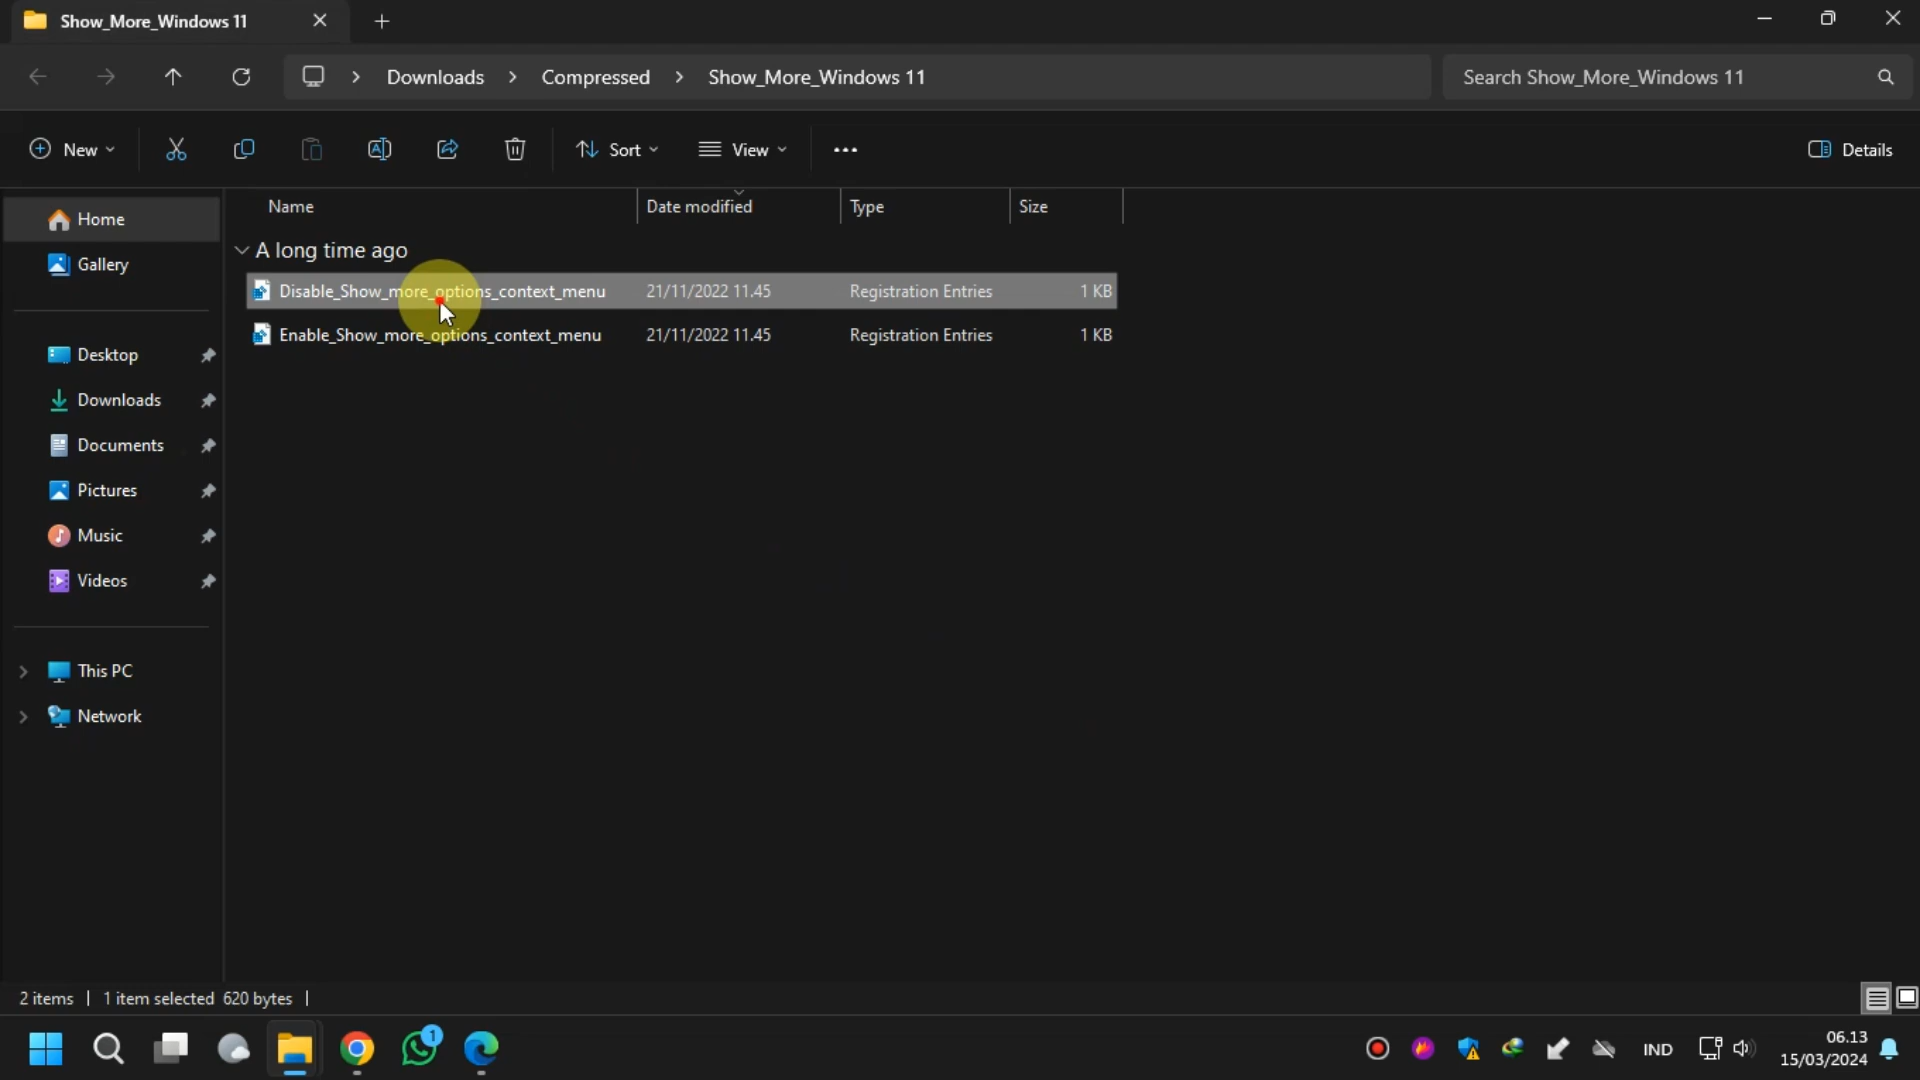 Show_More_Windows 11
Downloads > Compressed > Show_More_Windows 11
Search Show_More_Windows 11
New
Sort
View
Details
Name Date modified Type Size
Home
Gallery
Desktop
Downloads
Documents
Pictures
Music
Videos
This PC
Network
A long time ago
Disable_Show_more_options_context_menu 21/11/2022 11.45 Registration Entries 1 KB
Enable_Show_more_options_context_menu 21/11/2022 11.45 Registration Entries 1 KB
2 items | 1 item selected 620 bytes |
1
IND
06.13
15/03/2024